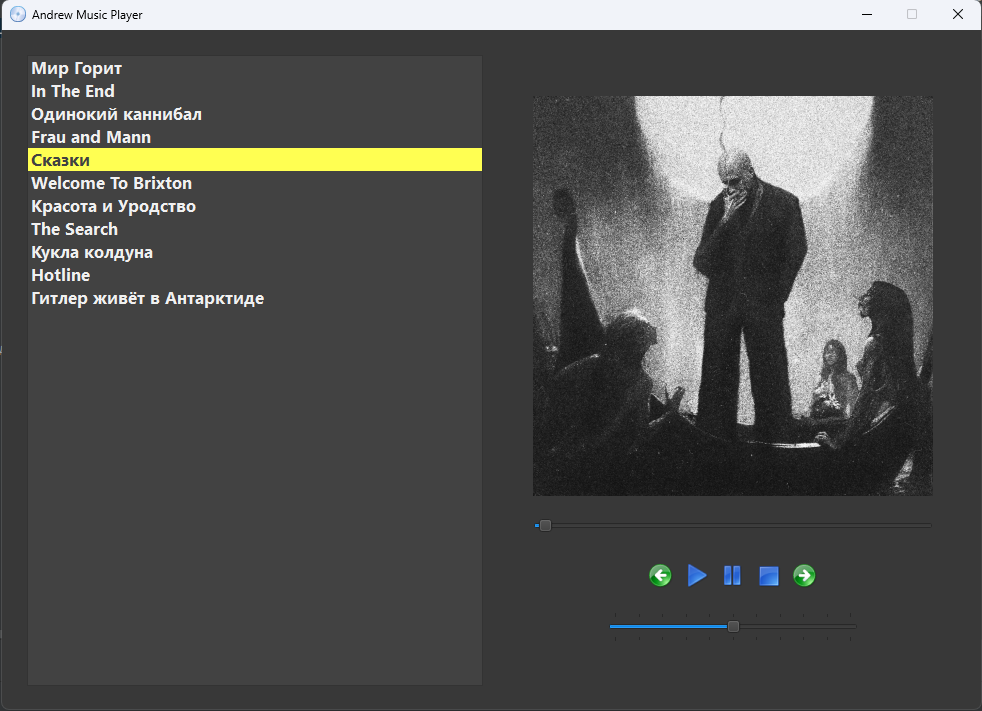 Andrew Music Player
Мир Горит
In The End
Одинокий каннибал
Frau and Mann
Сказки
Welcome To Brixton
Красота и Уродство
The Search
Кукла колдуна
Hotline
Гитлер живёт в Антарктиде